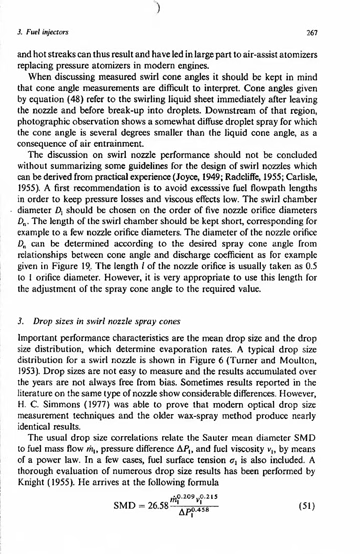 3. Fuel injectors 267
and hot streaks can thus result and have led in large part to air-assist atomizers
replacing pressure atomizers in modern engines.
When discussing measured swirl cone angles it should be kept in mind
that cone angle measurements are difficult to interpret. Cone angles given
by equation (48) refer to the swirling liquid sheet immediately after leaving
the nozzle and before break-up into droplets. Downstream of that region,
photographic observation shows a somewhat diffuse droplet spray for which
the cone angle is several degrees smaller than the liquid cone angle, as a
consequence of air entrainment.
The discussion on swirl nozzle performance should not be concluded
without summarizing some guidelines for the design of swirl nozzles which
can be derived from practical experience (Joyce, 1949; Radcliffe, 1955; Carlisle,
1955). A first recommendation is to avoid excesssive fuel flowpath lengths
in order to keep pressure losses and viscous effects low. The swirl chamber
diameter Dₛ should be chosen on the order of five nozzle orifice diameters
Dₙ. The length of the swirl chamber should be kept short, corresponding for
example to a few nozzle orifice diameters. The diameter of the nozzle orifice
Dₙ can be determined according to the desired spray cone angle from
relationships between cone angle and discharge coefficient as for example
given in Figure 19. The length l of the nozzle orifice is usually taken as 0.5
to 1 orifice diameter. However, it is very appropriate to use this length for
the adjustment of the spray cone angle to the required value.
3. Drop sizes in swirl nozzle spray cones
Important performance characteristics are the mean drop size and the drop
size distribution, which determine evaporation rates. A typical drop size
distribution for a swirl nozzle is shown in Figure 6 (Turner and Moulton,
1953). Drop sizes are not easy to measure and the results accumulated over
the years are not always free from bias. Sometimes results reported in the
literature on the same type of nozzle show considerable differences. However,
H. C. Simmons (1977) was able to prove that modern optical drop size
measurement techniques and the older wax-spray method produce nearly
identical results.
The usual drop size correlations relate the Sauter mean diameter SMD
to fuel mass flow ṁₗ, pressure difference ΔPₗ, and fuel viscosity νₗ, by means
of a power law. In a few cases, fuel surface tension σₗ is also included. A
thorough evaluation of numerous drop size results has been performed by
Knight (1955). He arrives at the following formula
SMD = 26.58 ṁₗ^0.209 νₗ^0.215 / ΔPₗ^0.458 (51)